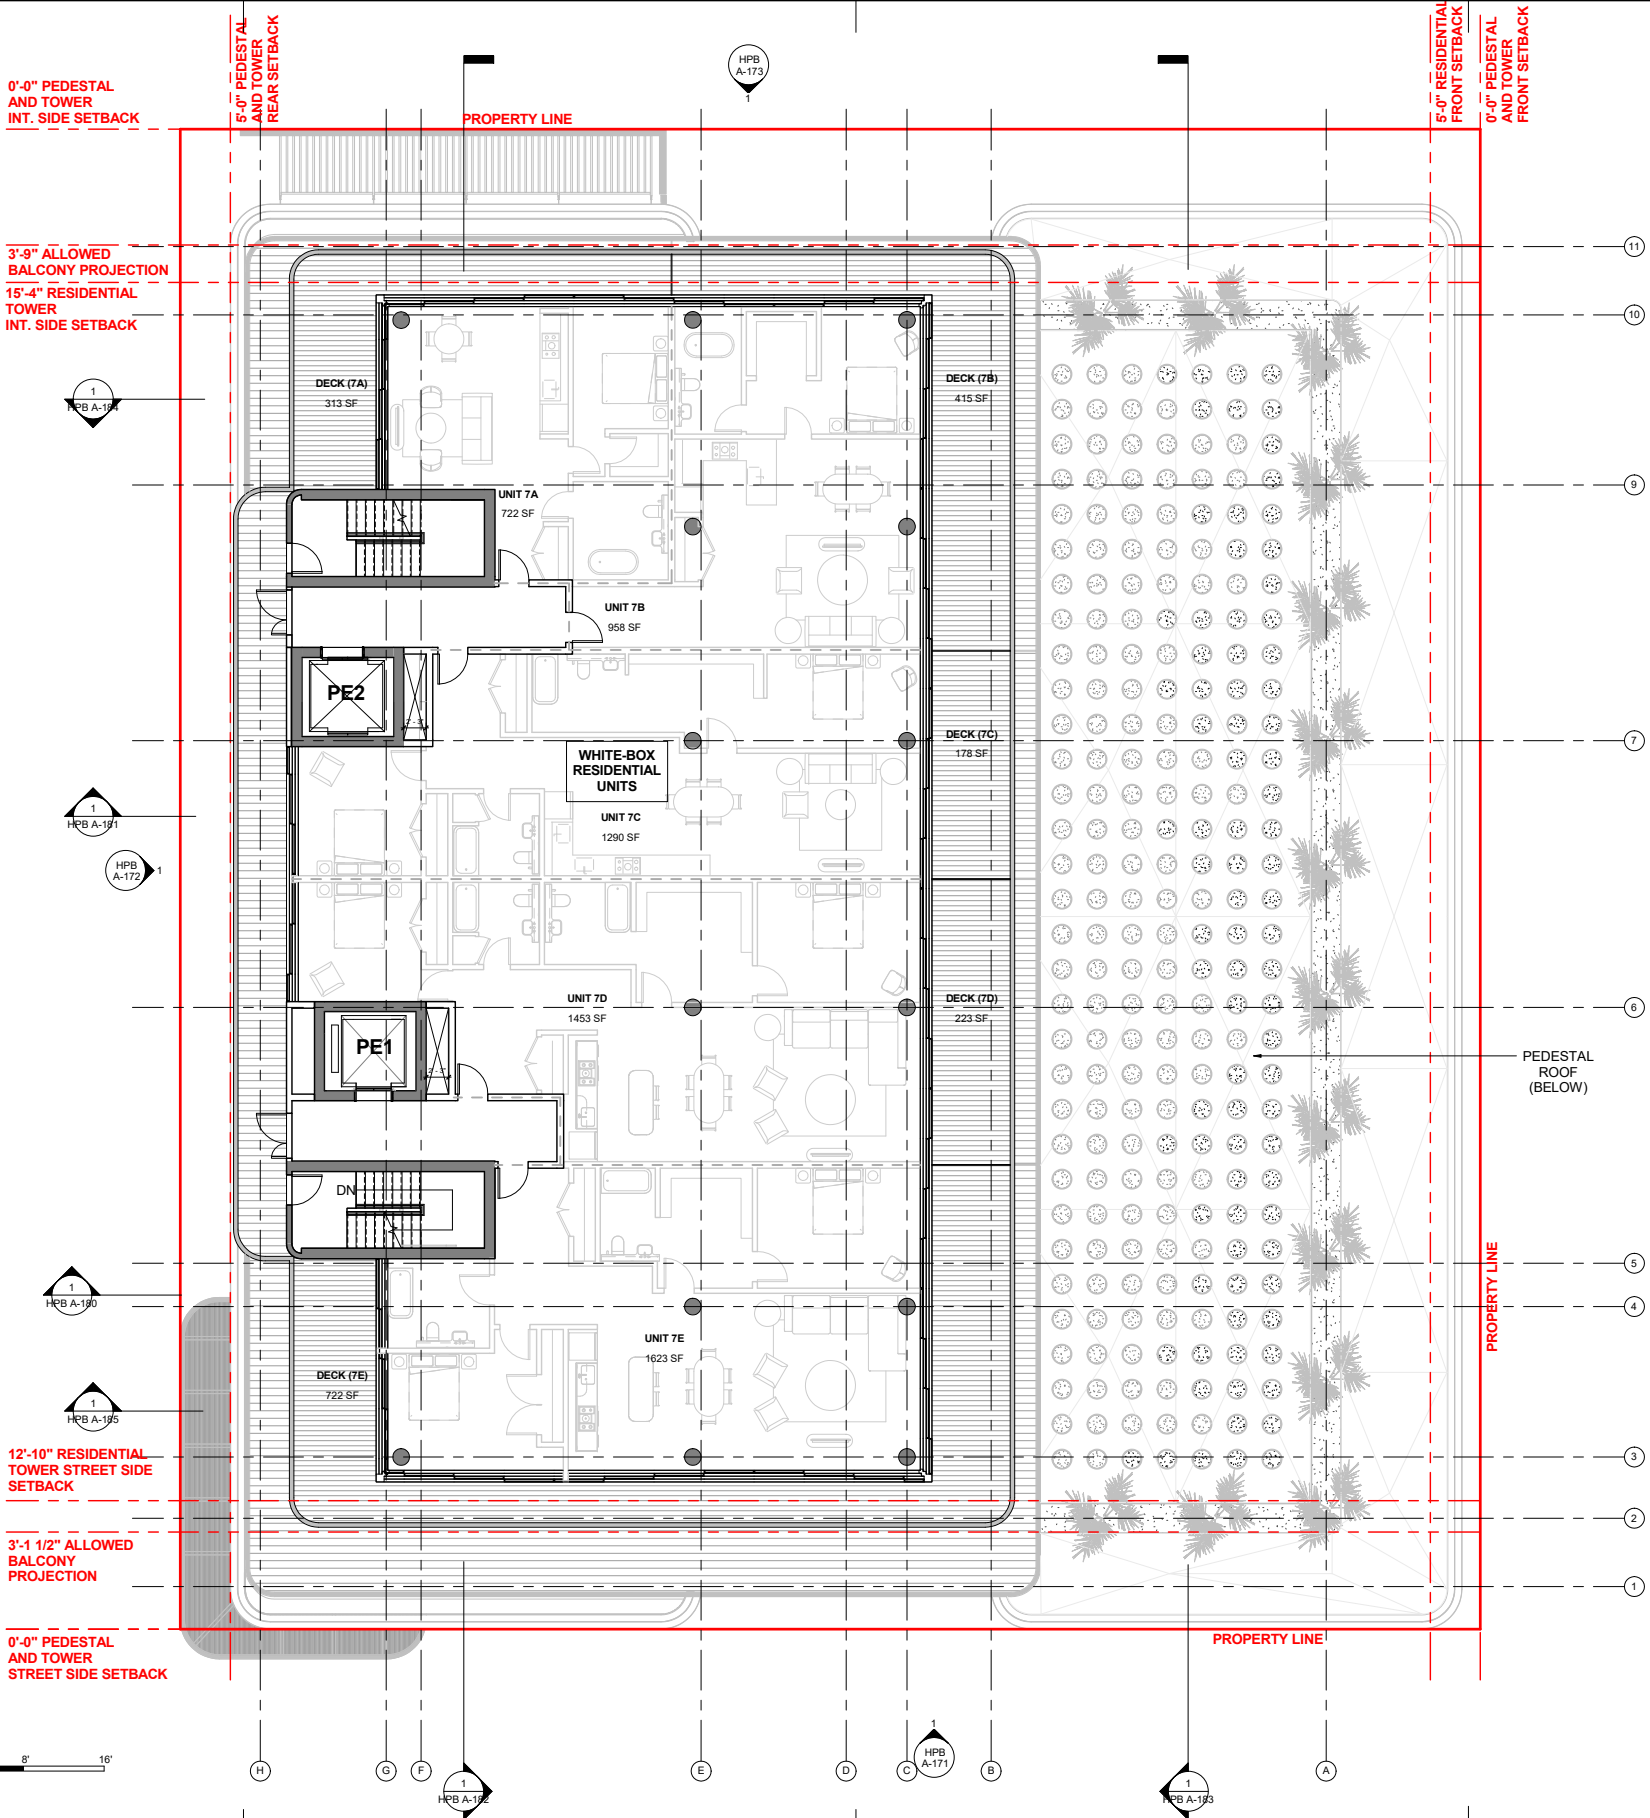 5'-0" PEDESTAL
AND TOWER
REAR SETBACK
5'-0" RESIDENTIAL
FRONT SETBACK
0'-0" PEDESTAL
AND TOWER
FRONT SETBACK
0'-0" PEDESTAL
AND TOWER
INT. SIDE SETBACK
HPB
A-173
1
PROPERTY LINE
3'-9" ALLOWED
BALCONY PROJECTION
11
15'-4" RESIDENTIAL
TOWER
INT. SIDE SETBACK
10
DECK (7A)
313 SF
DECK (7B)
415 SF
1
HPB A-184
9
UNIT 7A
722 SF
UNIT 7B
958 SF
PE2
2' - 3"
DECK (7C)
178 SF
7
WHITE-BOX
RESIDENTIAL
UNITS
UNIT 7C
1290 SF
1
HPB A-181
HPB
A-172
1
UNIT 7D
1453 SF
DECK (7D)
223 SF
6
PE1
2' - 3"
PEDESTAL
ROOF
(BELOW)
DN
PROPERTY LINE
5
1
HPB A-180
4
UNIT 7E
1623 SF
DECK (7E)
722 SF
1
HPB A-185
12'-10" RESIDENTIAL
TOWER STREET SIDE
SETBACK
3
2
3'-1 1/2" ALLOWED
BALCONY
PROJECTION
1
0'-0" PEDESTAL
AND TOWER
STREET SIDE SETBACK
PROPERTY LINE
8'
16'
H
G
F
E
D
C
B
A
1
HPB
A-171
1
HPB A-182
1
HPB A-183